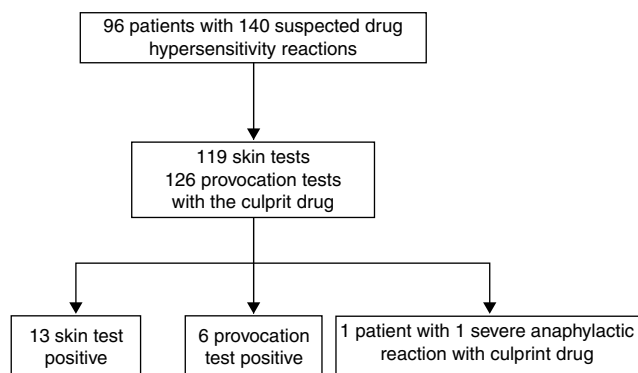 96 patients with 140 suspected drug
hypersensitivity reactions
119 skin tests
126 provocation tests
with the culprit drug
13 skin test
positive
6 provocation
test positive
1 patient with 1 severe anaphylactic
reaction with culprint drug